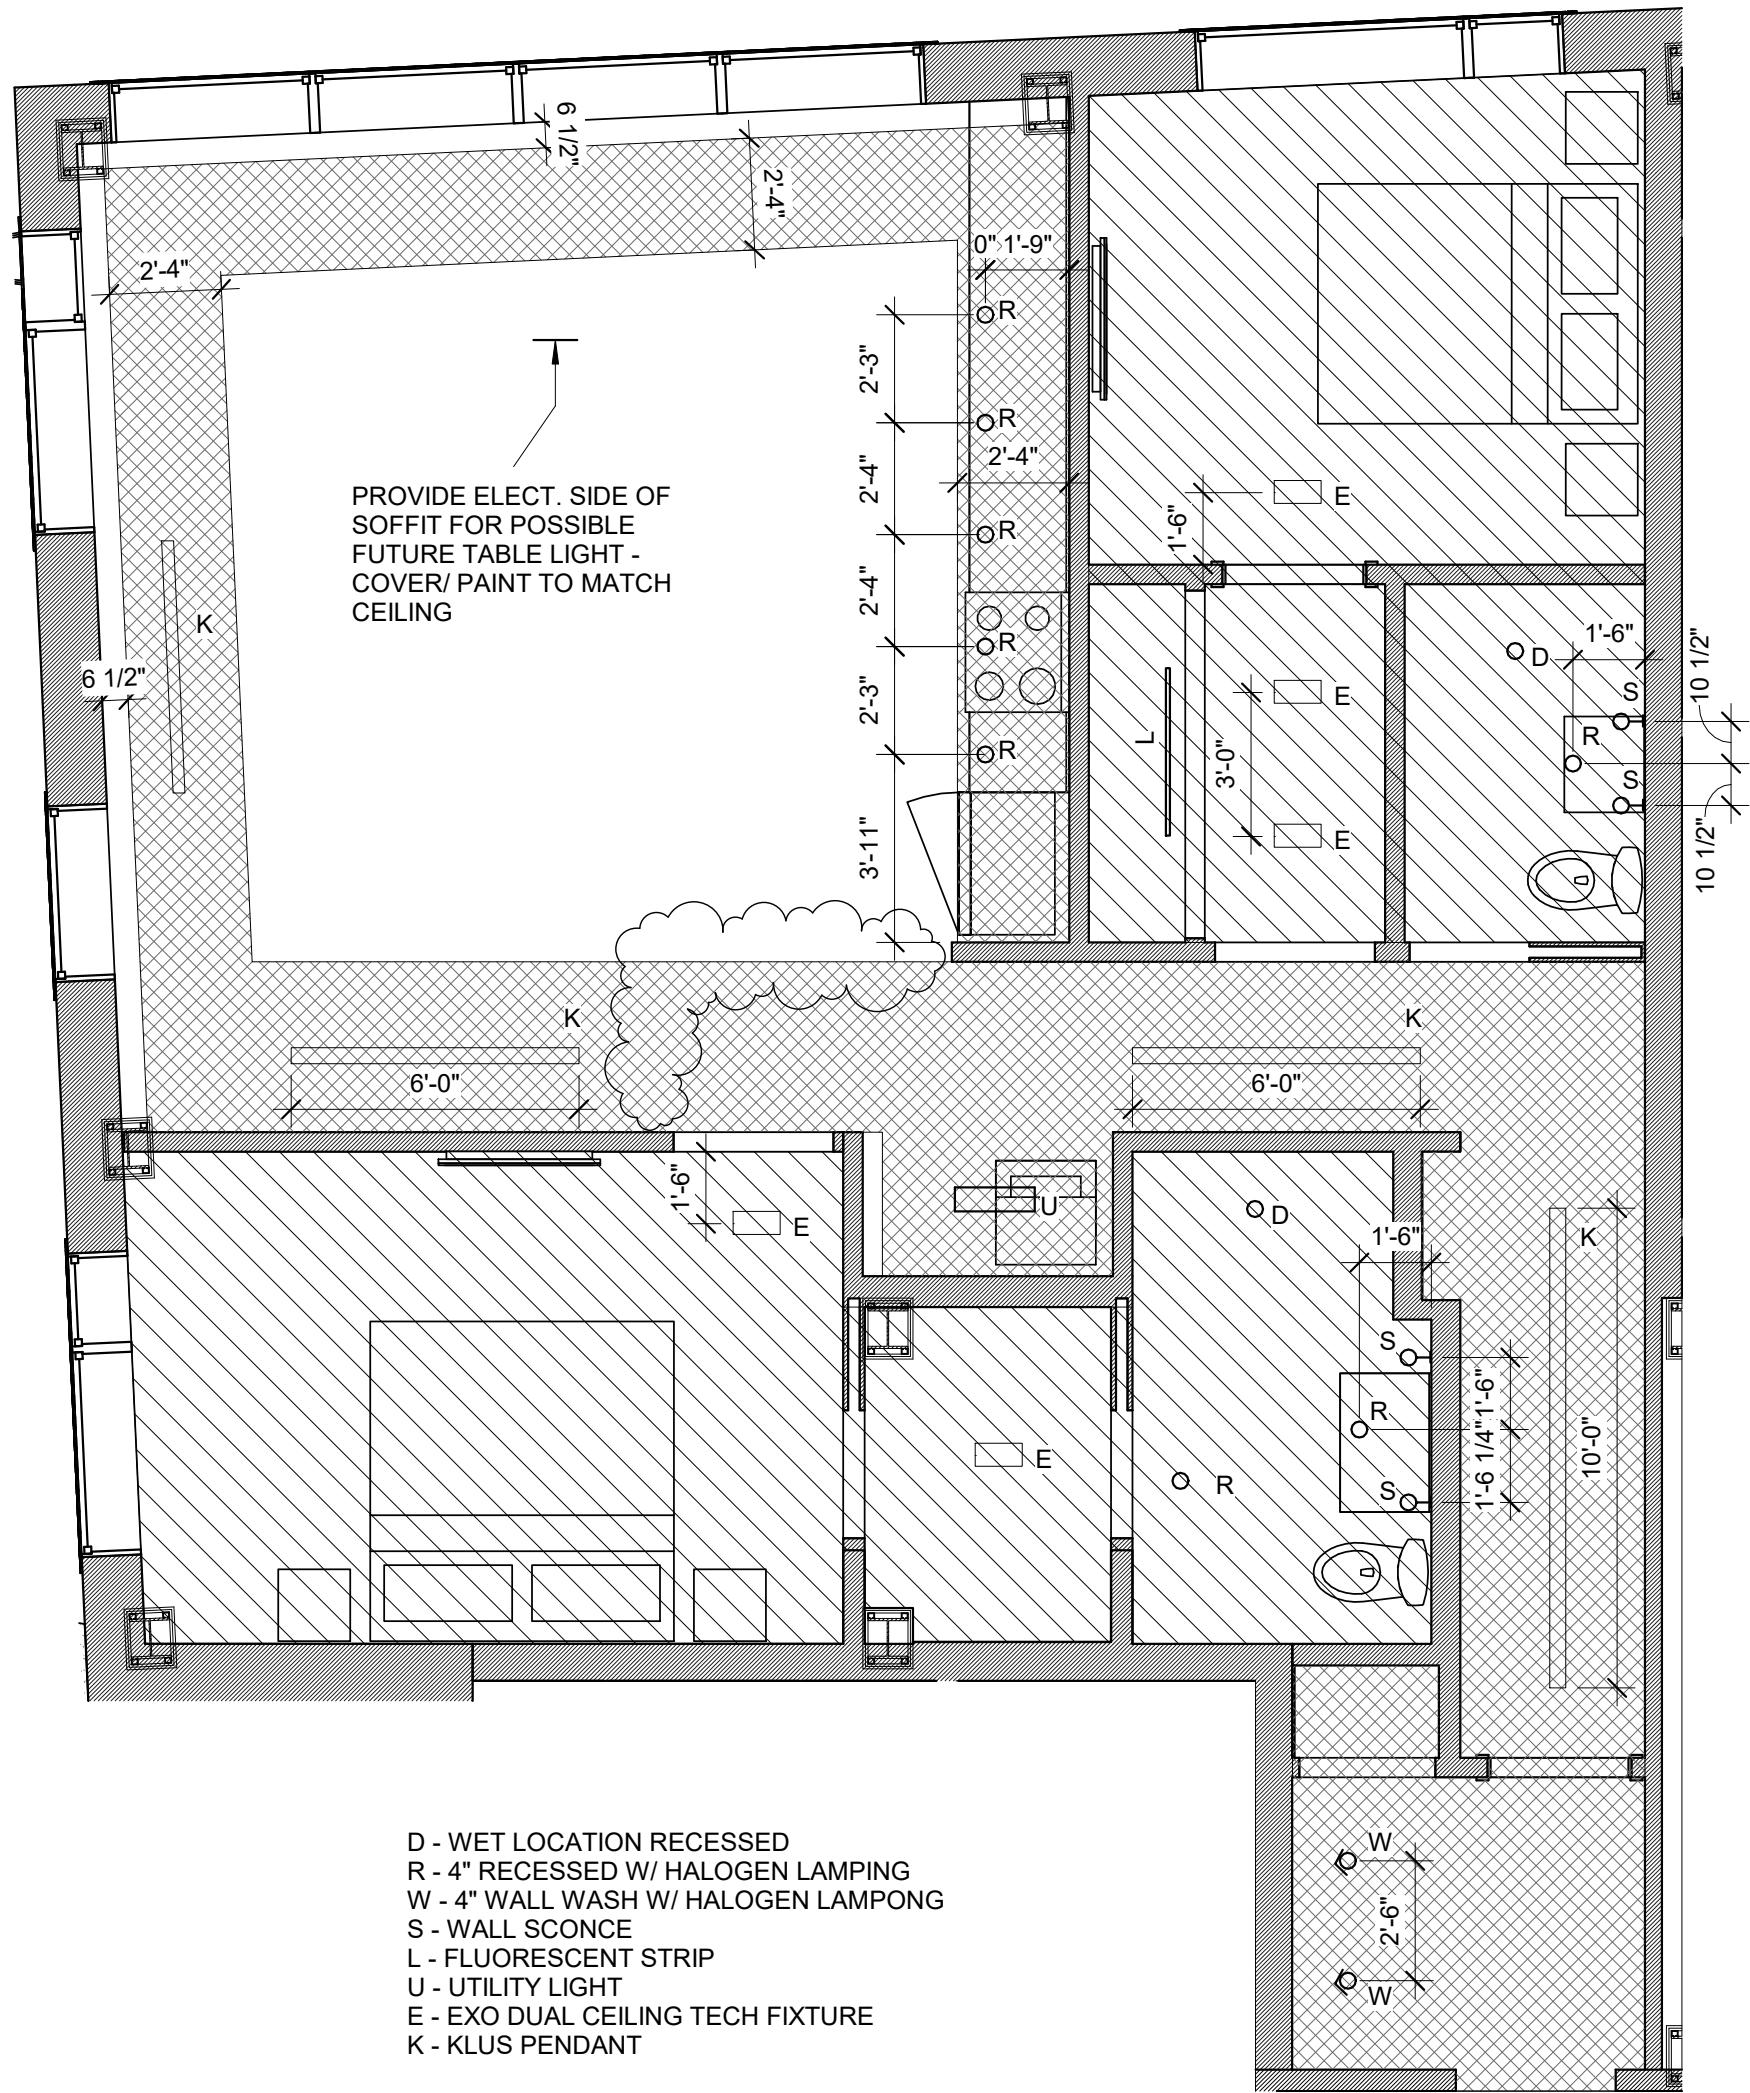 6 1/2"
2'-4"
2'-4"
0" 1'-9"
R
2'-3"
R
2'-4"
2'-4"
PROVIDE ELECT. SIDE OF
SOFFIT FOR POSSIBLE
FUTURE TABLE LIGHT -
COVER/ PAINT TO MATCH
CEILING
E
1'-6"
R
2'-4"
K
R
1'-6"
D
10 1/2"
6 1/2"
S
E
2'-3"
L
3'-0"
R
R
S
E
3'-11"
10 1/2"
K
K
6'-0"
6'-0"
1'-6"
E
U
D
1'-6"
K
S
1'-6"
R
10'-0"
E
R
1'-6 1/4"
S
W
2'-6"
W
D - WET LOCATION RECESSED
R - 4" RECESSED W/ HALOGEN LAMPING
W - 4" WALL WASH W/ HALOGEN LAMPONG
S - WALL SCONCE
L - FLUORESCENT STRIP
U - UTILITY LIGHT
E - EXO DUAL CEILING TECH FIXTURE
K - KLUS PENDANT